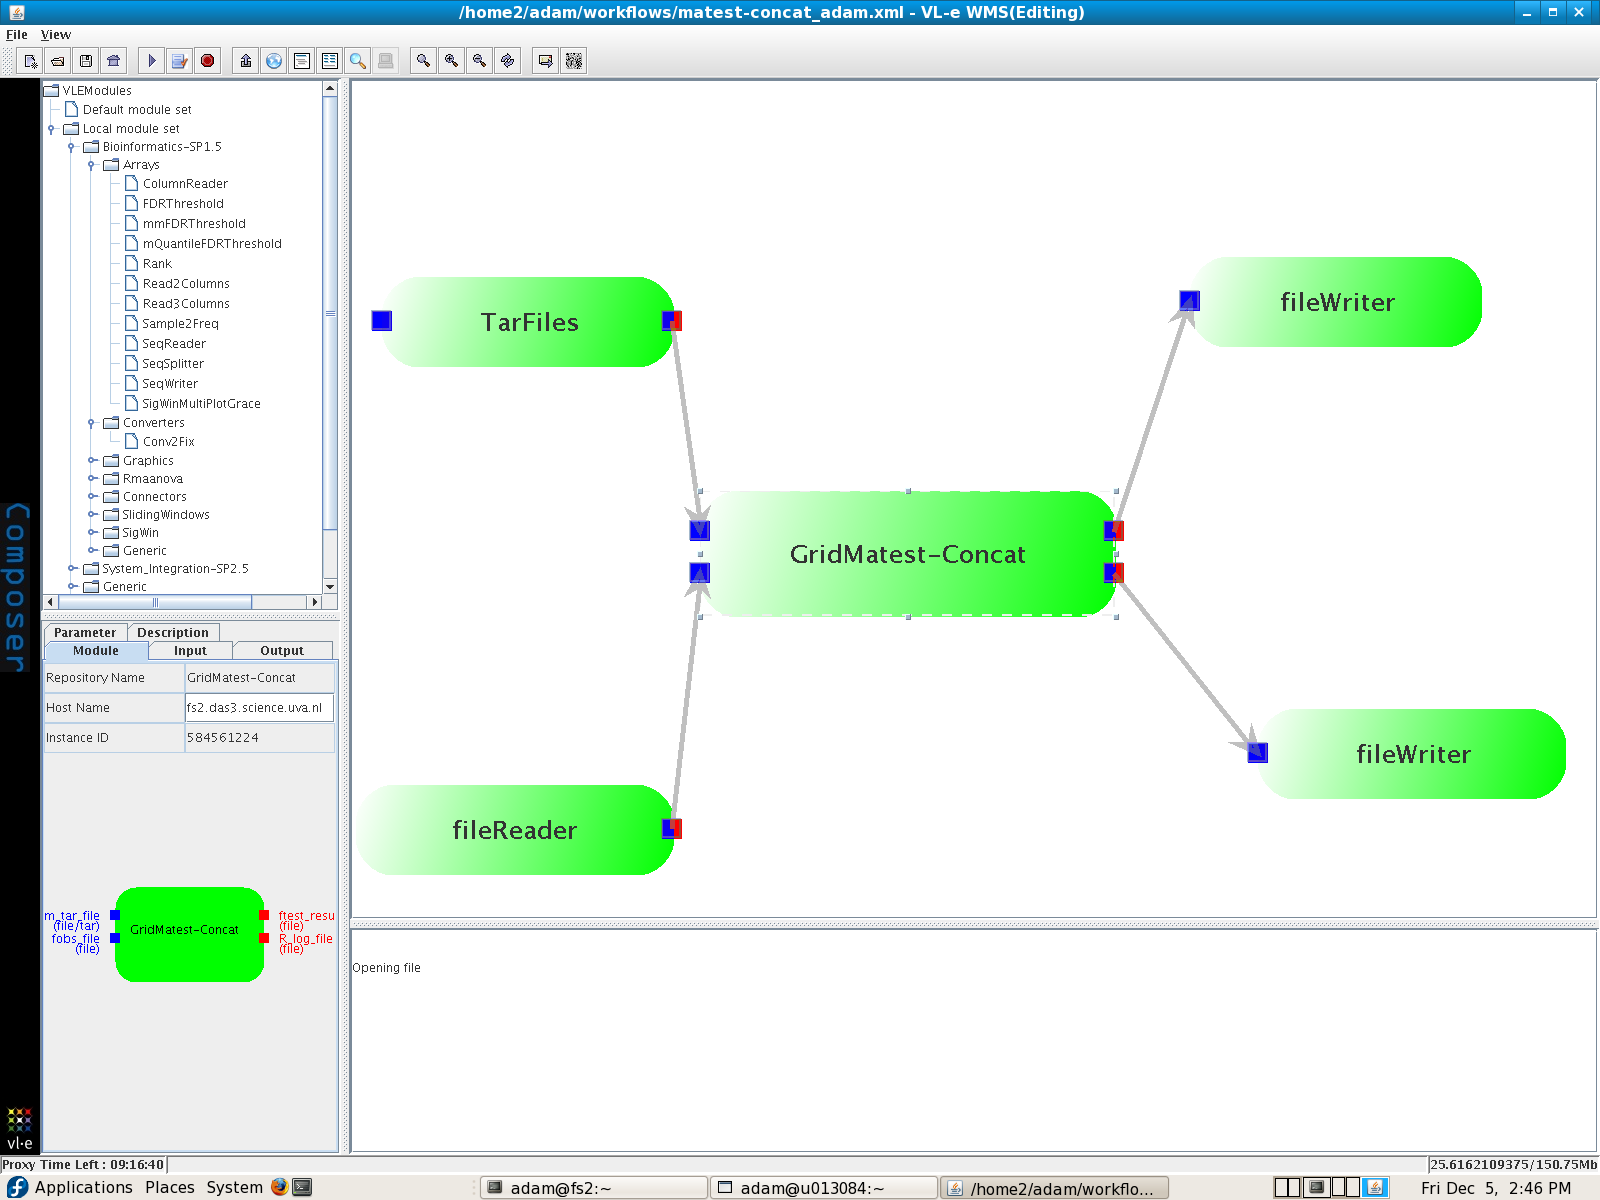 /home2/adam/workflows/matest-concat_adam.xml - VL-e WMS(Editing)
File View
VLEModules
Default module set
Local module set
Bioinformatics-SP1.5
Arrays
ColumnReader
FDRThreshold
mmFDRThreshold
mQuantileFDRThreshold
Rank
Read2Columns
Read3Columns
Sample2Freq
SeqReader
SeqSplitter
SeqWriter
SigWinMultiPlotGrace
Converters
Conv2Fix
Graphics
Rmaanova
Connectors
SlidingWindows
SigWin
Generic
System_Integration-SP2.5
Generic
Composer
vl·e
Parameter Description
Module Input Output
Repository Name GridMatest-Concat
Host Name fs2.das3.science.uva.nl
Instance ID 584561224
m_tar_file
(file/tar)
fobs_file
(file)
GridMatest-Concat
ftest_resu
(file)
R_log_file
(file)
TarFiles
fileWriter
GridMatest-Concat
fileWriter
fileReader
Opening file
Proxy Time Left : 09:16:40
25.6162109375/150.75Mb
Applications Places System
adam@fs2:~
adam@u013084:~
/home2/adam/workflo...
Fri Dec 5, 2:46 PM